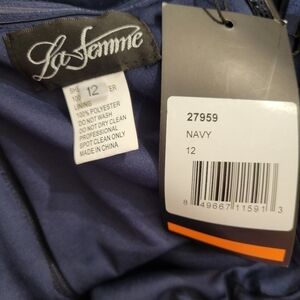 La Femme
12
LINING
100% POLYESTER
DO NOT WASH
DO NOT DRY CLEAN
PROFESSIONAL
SPOT CLEAN ONLY
MADE IN CHINA
27959
NAVY
12
8 49667 11591 3